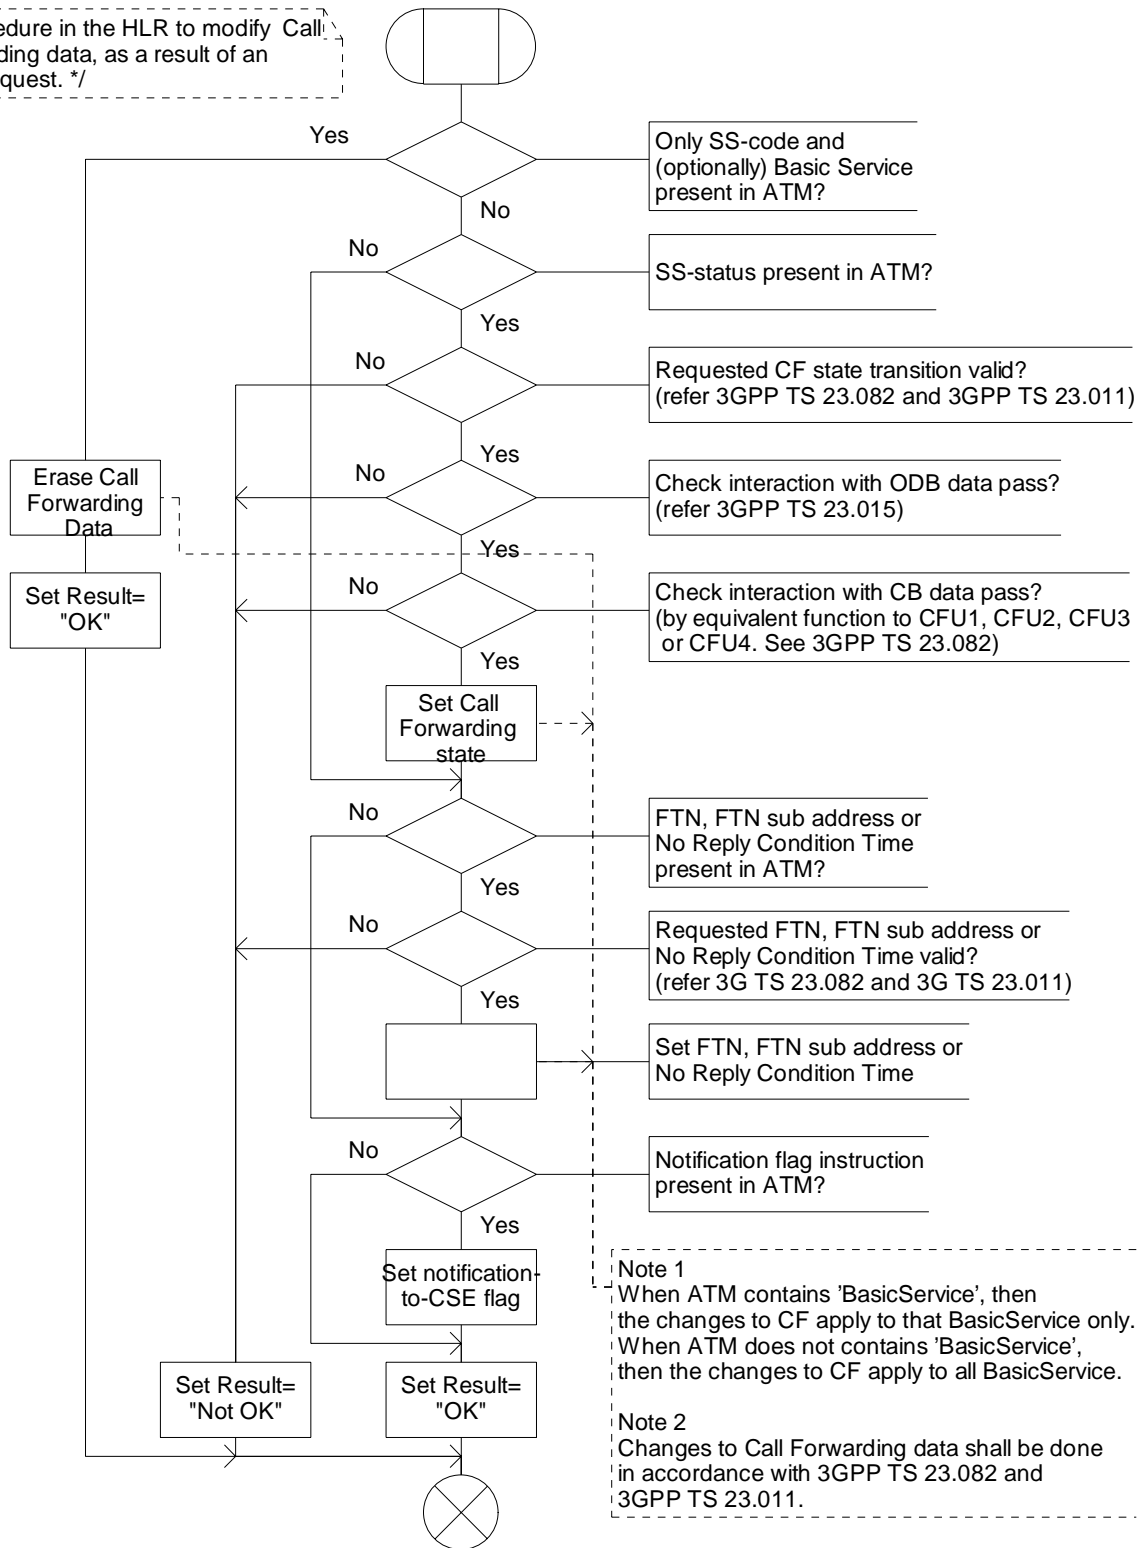 edure in the HLR to modify Call
ding data, as a result of an
quest. */
Yes
Only SS-code and
(optionally) Basic Service
present in ATM?
No
No
SS-status present in ATM?
Yes
No
Requested CF state transition valid?
(refer 3GPP TS 23.082 and 3GPP TS 23.011)
Yes
Erase Call
Forwarding
Data
No
Check interaction with ODB data pass?
(refer 3GPP TS 23.015)
Yes
Set Result=
"OK"
No
Check interaction with CB data pass?
(by equivalent function to CFU1, CFU2, CFU3
or CFU4. See 3GPP TS 23.082)
Yes
Set Call
Forwarding
state
No
FTN, FTN sub address or
No Reply Condition Time
present in ATM?
Yes
No
Requested FTN, FTN sub address or
No Reply Condition Time valid?
(refer 3G TS 23.082 and 3G TS 23.011)
Yes
Set FTN, FTN sub address or
No Reply Condition Time
No
Notification flag instruction
present in ATM?
Yes
Set notification-
to-CSE flag
Note 1
When ATM contains 'BasicService', then
the changes to CF apply to that BasicService only.
When ATM does not contains 'BasicService',
then the changes to CF apply to all BasicService.
Set Result=
"Not OK"
Set Result=
"OK"
Note 2
Changes to Call Forwarding data shall be done
in accordance with 3GPP TS 23.082 and
3GPP TS 23.011.